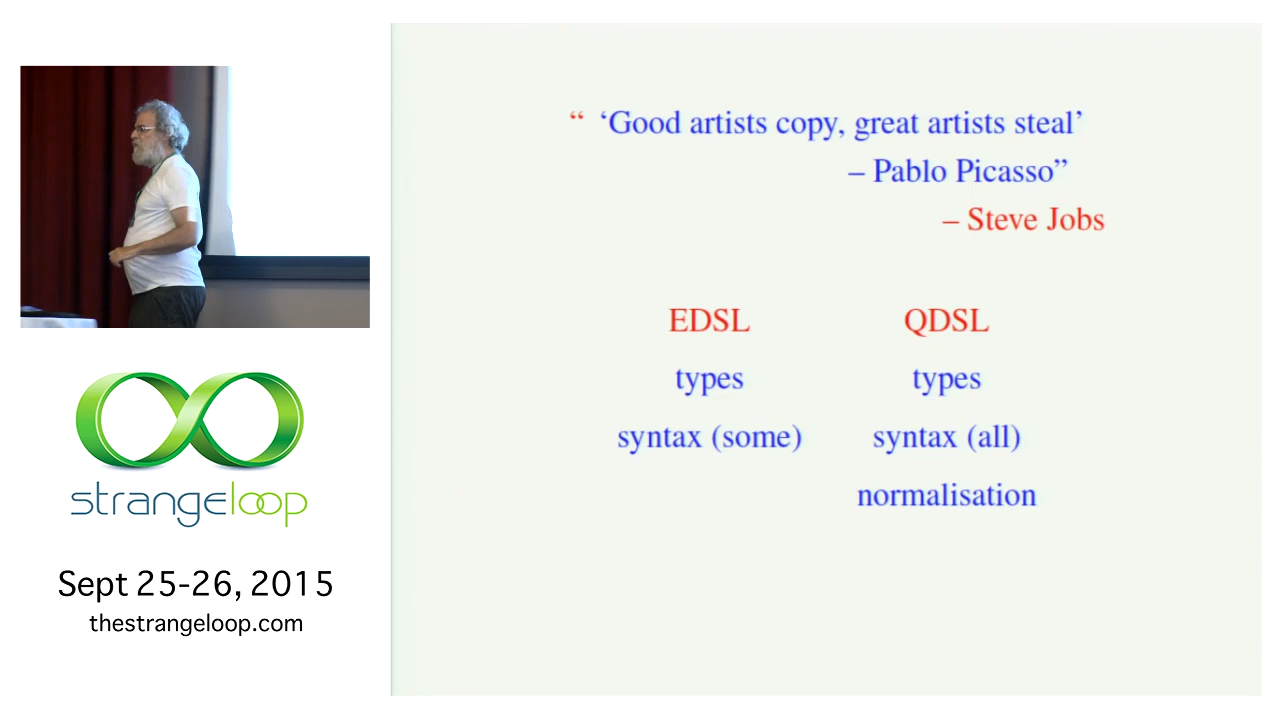 “ ‘Good artists copy, great artists steal’
– Pablo Picasso”
– Steve Jobs
EDSL QDSL
types types
syntax (some) syntax (all)
normalisation
strangeloop
Sept 25-26, 2015
thestrangeloop.com